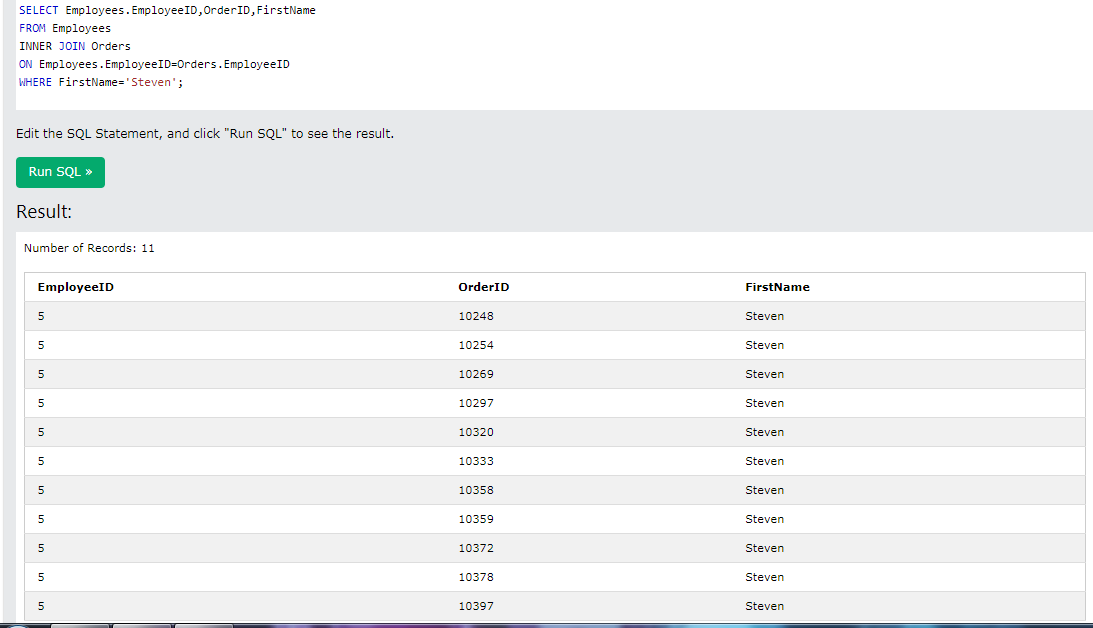 SELECT Employees.EmployeeID,OrderID,FirstName
FROM Employees
INNER JOIN Orders
ON Employees.EmployeeID=Orders.EmployeeID
WHERE FirstName='Steven';
Edit the SQL Statement, and click "Run SQL" to see the result.
Run SQL »
Result:
Number of Records: 11
EmployeeID OrderID FirstName
5 10248 Steven
5 10254 Steven
5 10269 Steven
5 10297 Steven
5 10320 Steven
5 10333 Steven
5 10358 Steven
5 10359 Steven
5 10372 Steven
5 10378 Steven
5 10397 Steven